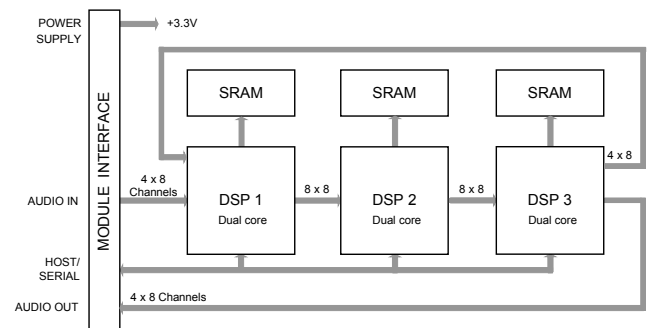 POWER
SUPPLY
+3.3V
MODULE INTERFACE
SRAM
SRAM
SRAM
4 x 8
Channels
AUDIO IN
DSP 1
Dual core
8 x 8
DSP 2
Dual core
8 x 8
DSP 3
Dual core
4 x 8
HOST/
SERIAL
AUDIO OUT
4 x 8 Channels